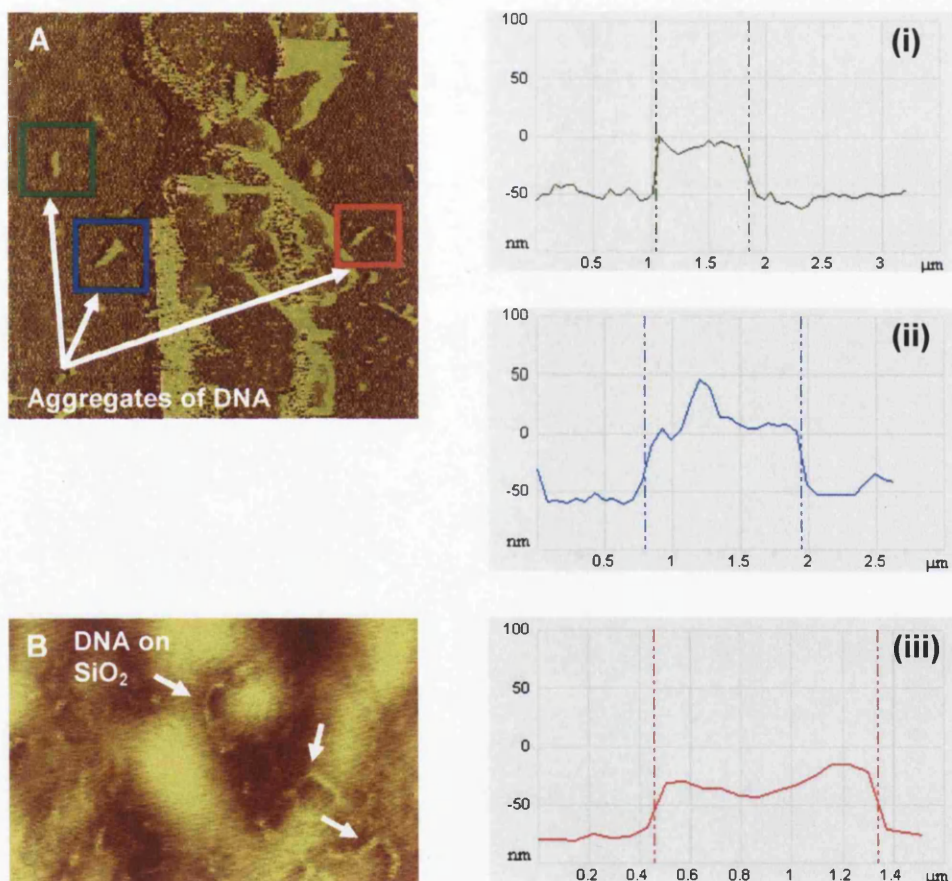 A
Aggregates of DNA
(i)
100
50
0
-50
nm
0.5 1 1.5 2 2.5 3 µm
(ii)
100
50
0
-50
nm
0.5 1 1.5 2 2.5 µm
B
DNA on
SiO₂
(iii)
100
50
0
-50
nm
0.2 0.4 0.6 0.8 1 1.2 1.4 µm